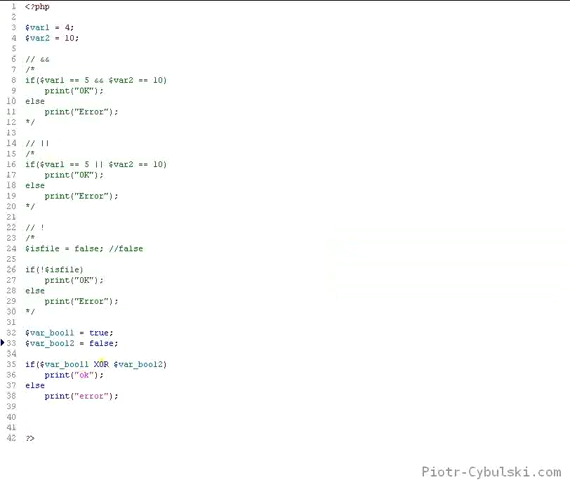 1 <?php
2
3 $var1 = 4;
4 $var2 = 10;
5
6 // &&
7 /*
8 if($var1 == 5 && $var2 == 10)
9     print("OK");
10 else
11     print("Error");
12 */
13
14 // ||
15 /*
16 if($var1 == 5 || $var2 == 10)
17     print("OK");
18 else
19     print("Error");
20 */
21
22 // !
23 /*
24 $isfile = false; //false
25
26 if(!$isfile)
27     print("OK");
28 else
29     print("Error");
30 */
31
32 $var_bool1 = true;
33 $var_bool2 = false;
34
35 if($var_bool1 XOR $var_bool2)
36     print("ok");
37 else
38     print("error");
39
40
41
42 ?>
Piotr-Cybulski.com